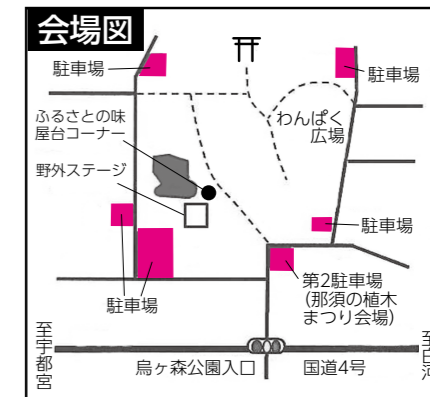 会場図
駐車場
駐車場
ふるさとの味
屋台コーナー
わんぱく
広場
野外ステージ
駐車場
駐車場
第2駐車場
(那須の植木
まつり会場)
至宇都宮
烏ヶ森公園入口
国道4号
至白河